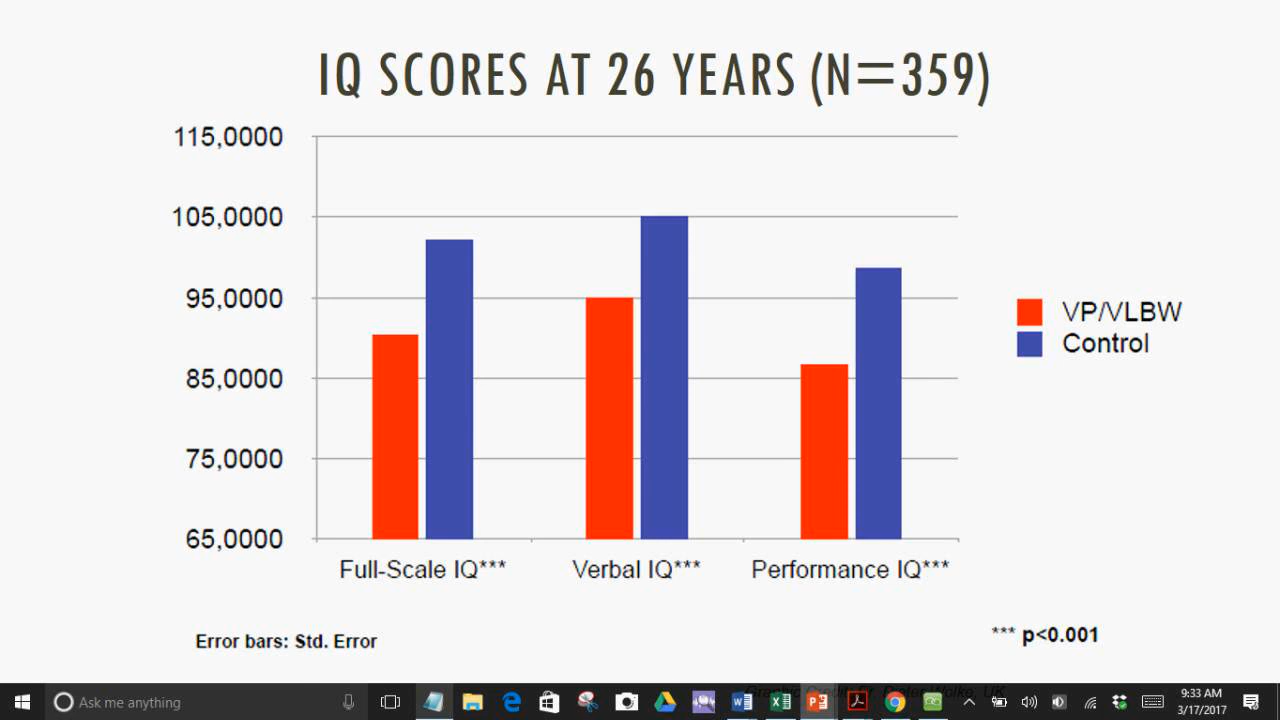 IQ SCORES AT 26 YEARS (N=359)
115,0000
105,0000
95,0000
85,0000
75,0000
65,0000
Full-Scale IQ*** Verbal IQ*** Performance IQ***
VP/VLBW
Control
Error bars: Std. Error
*** p<0.001
Ask me anything
9:33 AM
3/17/2017